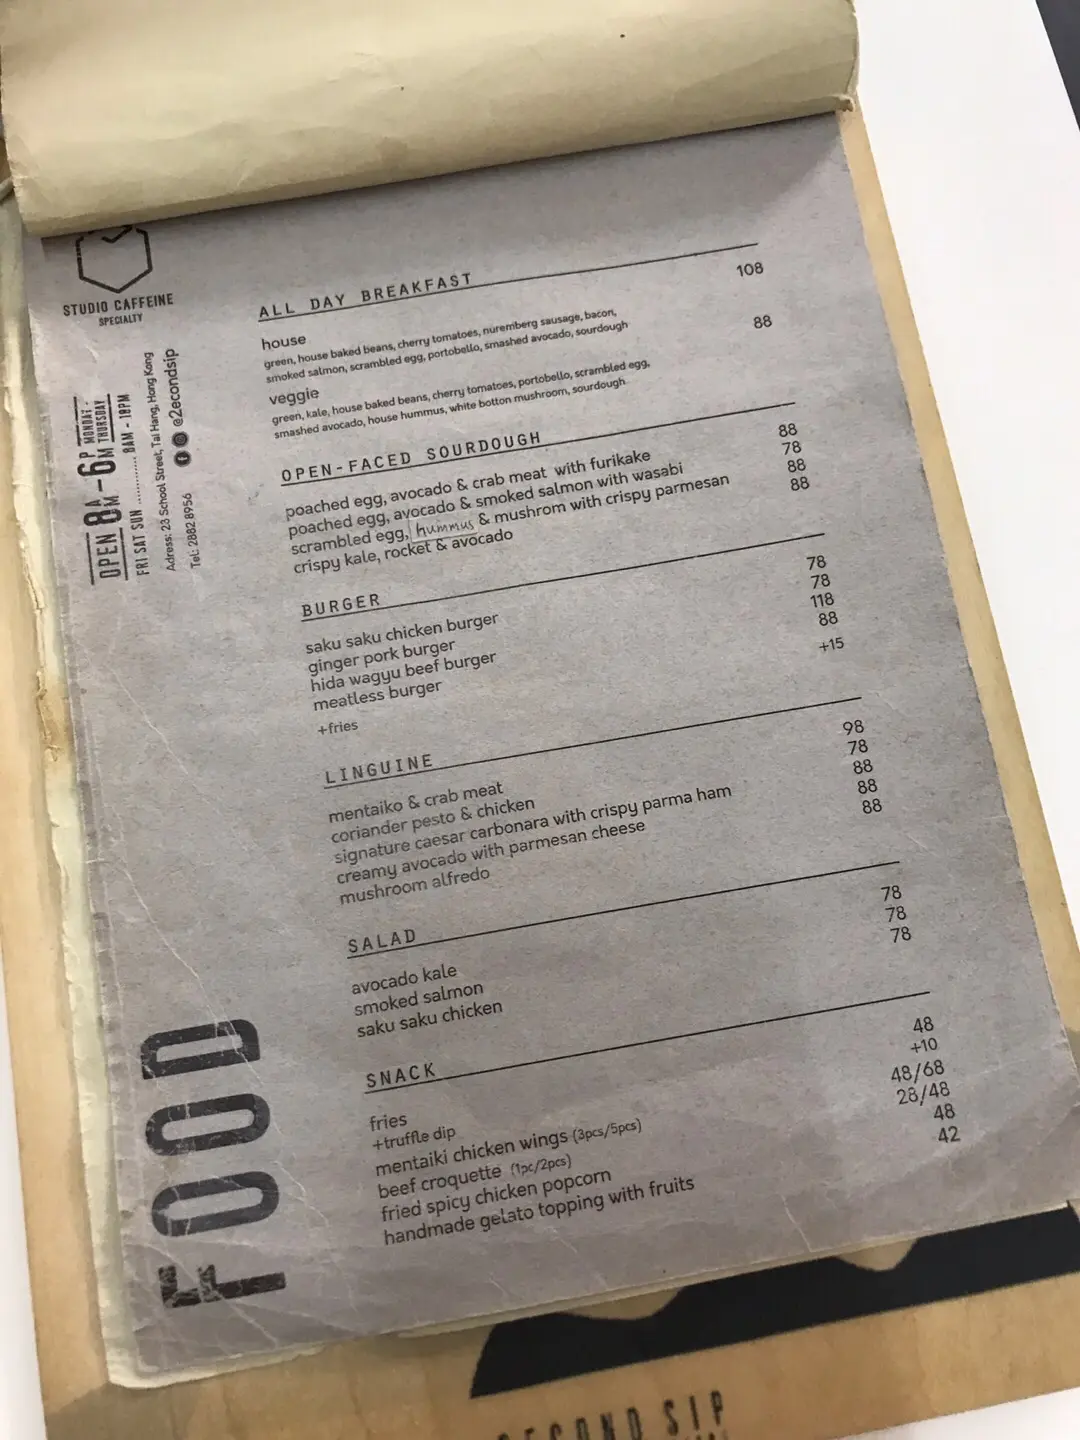 STUDIO CAFFEINE
SPECIALTY
OPEN 8AM-6PM MONDAY - THURSDAY
FRI SAT SUN ........... 8AM - 10PM
Adress: 23 School Street, Tai Hang, Hong Kong
Tel: 2882 8956 @2econdsip
FOOD
ALL DAY BREAKFAST
house 108
green, house baked beans, cherry tomatoes, nuremberg sausage, bacon,
smoked salmon, scrambled egg, portobello, smashed avocado, sourdough
veggie 88
green, kale, house baked beans, cherry tomatoes, portobello, scrambled egg,
smashed avocado, house hummus, white botton mushroom, sourdough
OPEN-FACED SOURDOUGH
poached egg, avocado & crab meat with furikake 88
poached egg, avocado & smoked salmon with wasabi 78
scrambled egg, hummus & mushrom with crispy parmesan 88
crispy kale, rocket & avocado 88
BURGER
saku saku chicken burger 78
ginger pork burger 78
hida wagyu beef burger 118
meatless burger 88
+fries +15
LINGUINE
mentaiko & crab meat 98
coriander pesto & chicken 78
signature caesar carbonara with crispy parma ham 88
creamy avocado with parmesan cheese 88
mushroom alfredo 88
SALAD
avocado kale 78
smoked salmon 78
saku saku chicken 78
SNACK
fries 48
+truffle dip +10
mentaiki chicken wings (3pcs/5pcs) 48/68
beef croquette (1pc/2pcs) 28/48
fried spicy chicken popcorn 48
handmade gelato topping with fruits 42
SECOND SIP